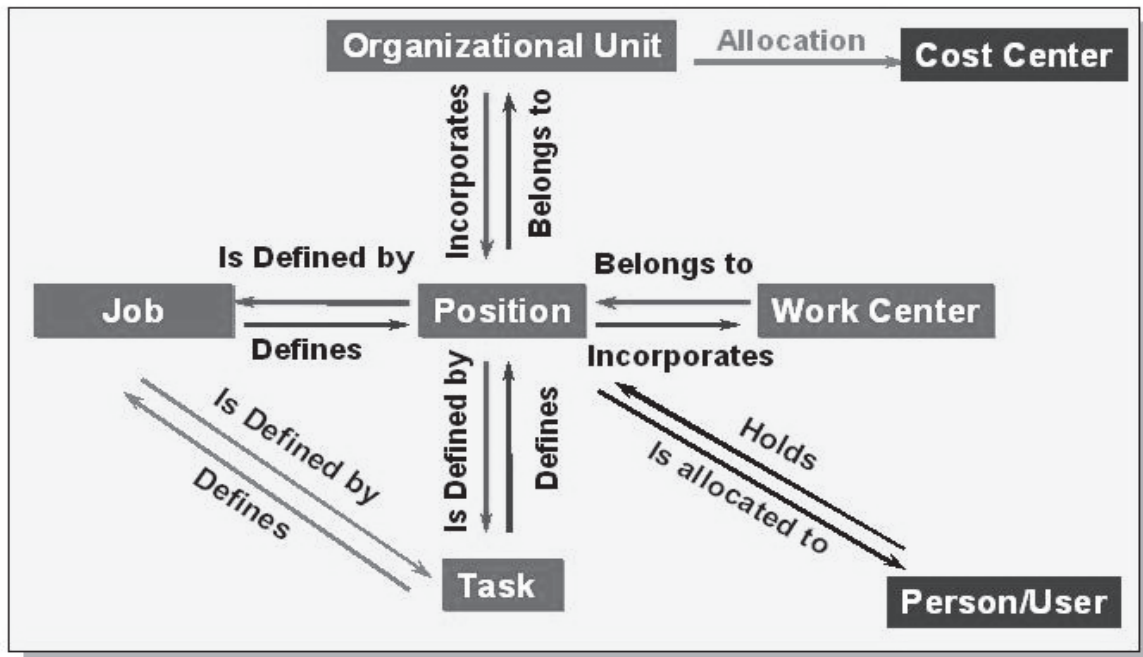 Organizational Unit
Allocation
Cost Center
Incorporates
Belongs to
Is Defined by
Belongs to
Job
Position
Work Center
Defines
Incorporates
Is Defined by
Defines
Is Defined by
Defines
Holds
Is allocated to
Task
Person/User